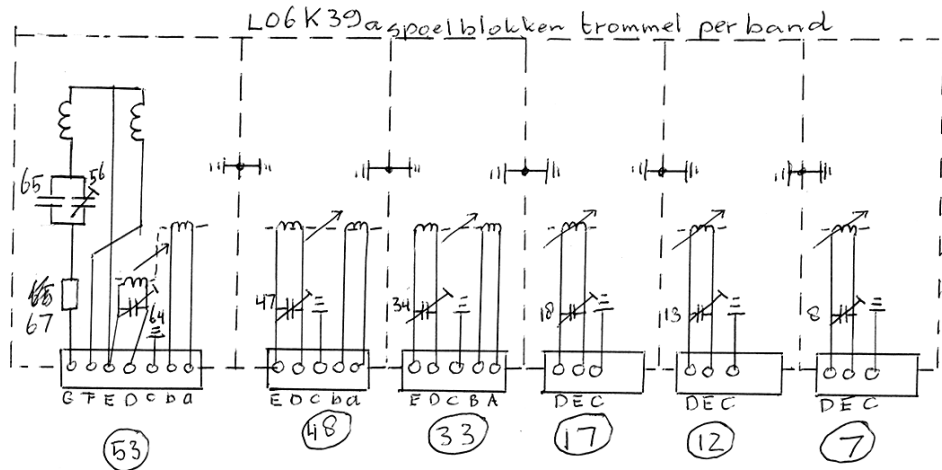 L06K39a spoelblokken trommel per band
65 56
67
64
47
34
18
13
8
G F E D C b a
E D C b a
E D C B A
D E C
D E C
D E C
53
48
33
17
12
7